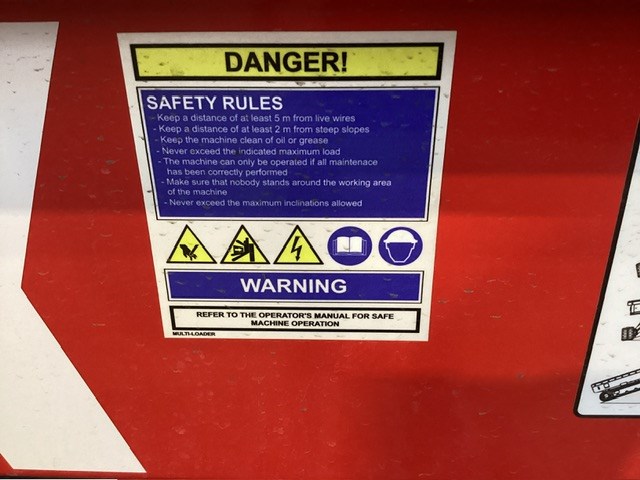 DANGER!
SAFETY RULES
- Keep a distance of at least 5 m from live wires
- Keep a distance of at least 2 m from steep slopes
- Keep the machine clean of oil or grease
- Never exceed the indicated maximum load
- The machine can only be operated if all maintenace
has been correctly performed
- Make sure that nobody stands around the working area
of the machine
- Never exceed the maximum inclinations allowed
WARNING
REFER TO THE OPERATOR'S MANUAL FOR SAFE
MACHINE OPERATION
MULTI-LOADER